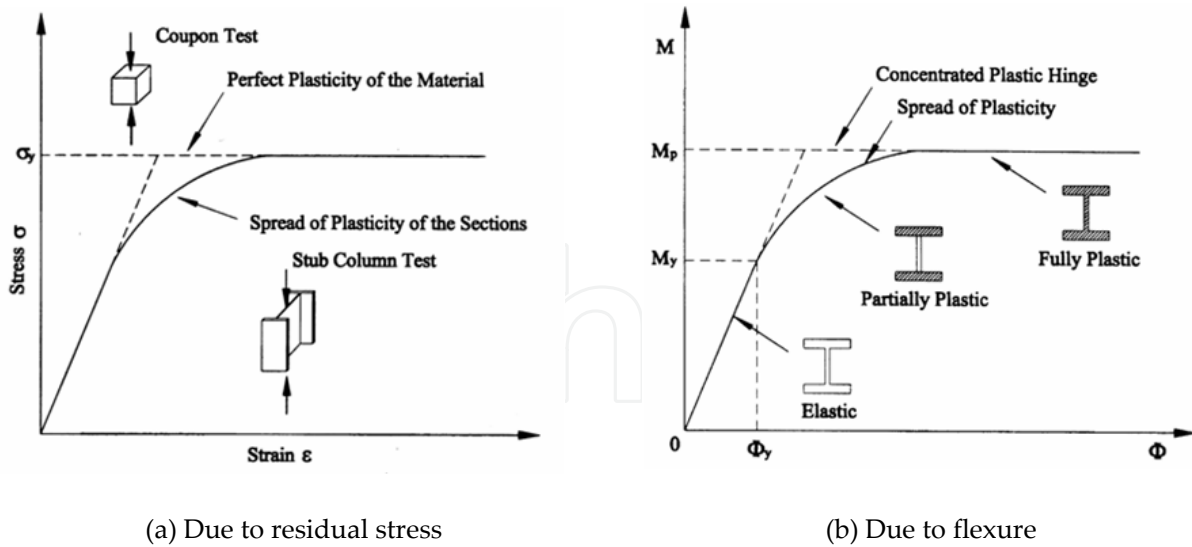 Coupon Test
Perfect Plasticity of the Material
σy
Spread of Plasticity of the Sections
Stub Column Test
Stress σ
Strain ε
(a) Due to residual stress
M
Concentrated Plastic Hinge
Spread of Plasticity
Mp
My
Fully Plastic
Partially Plastic
Elastic
0
Φy
Φ
(b) Due to flexure